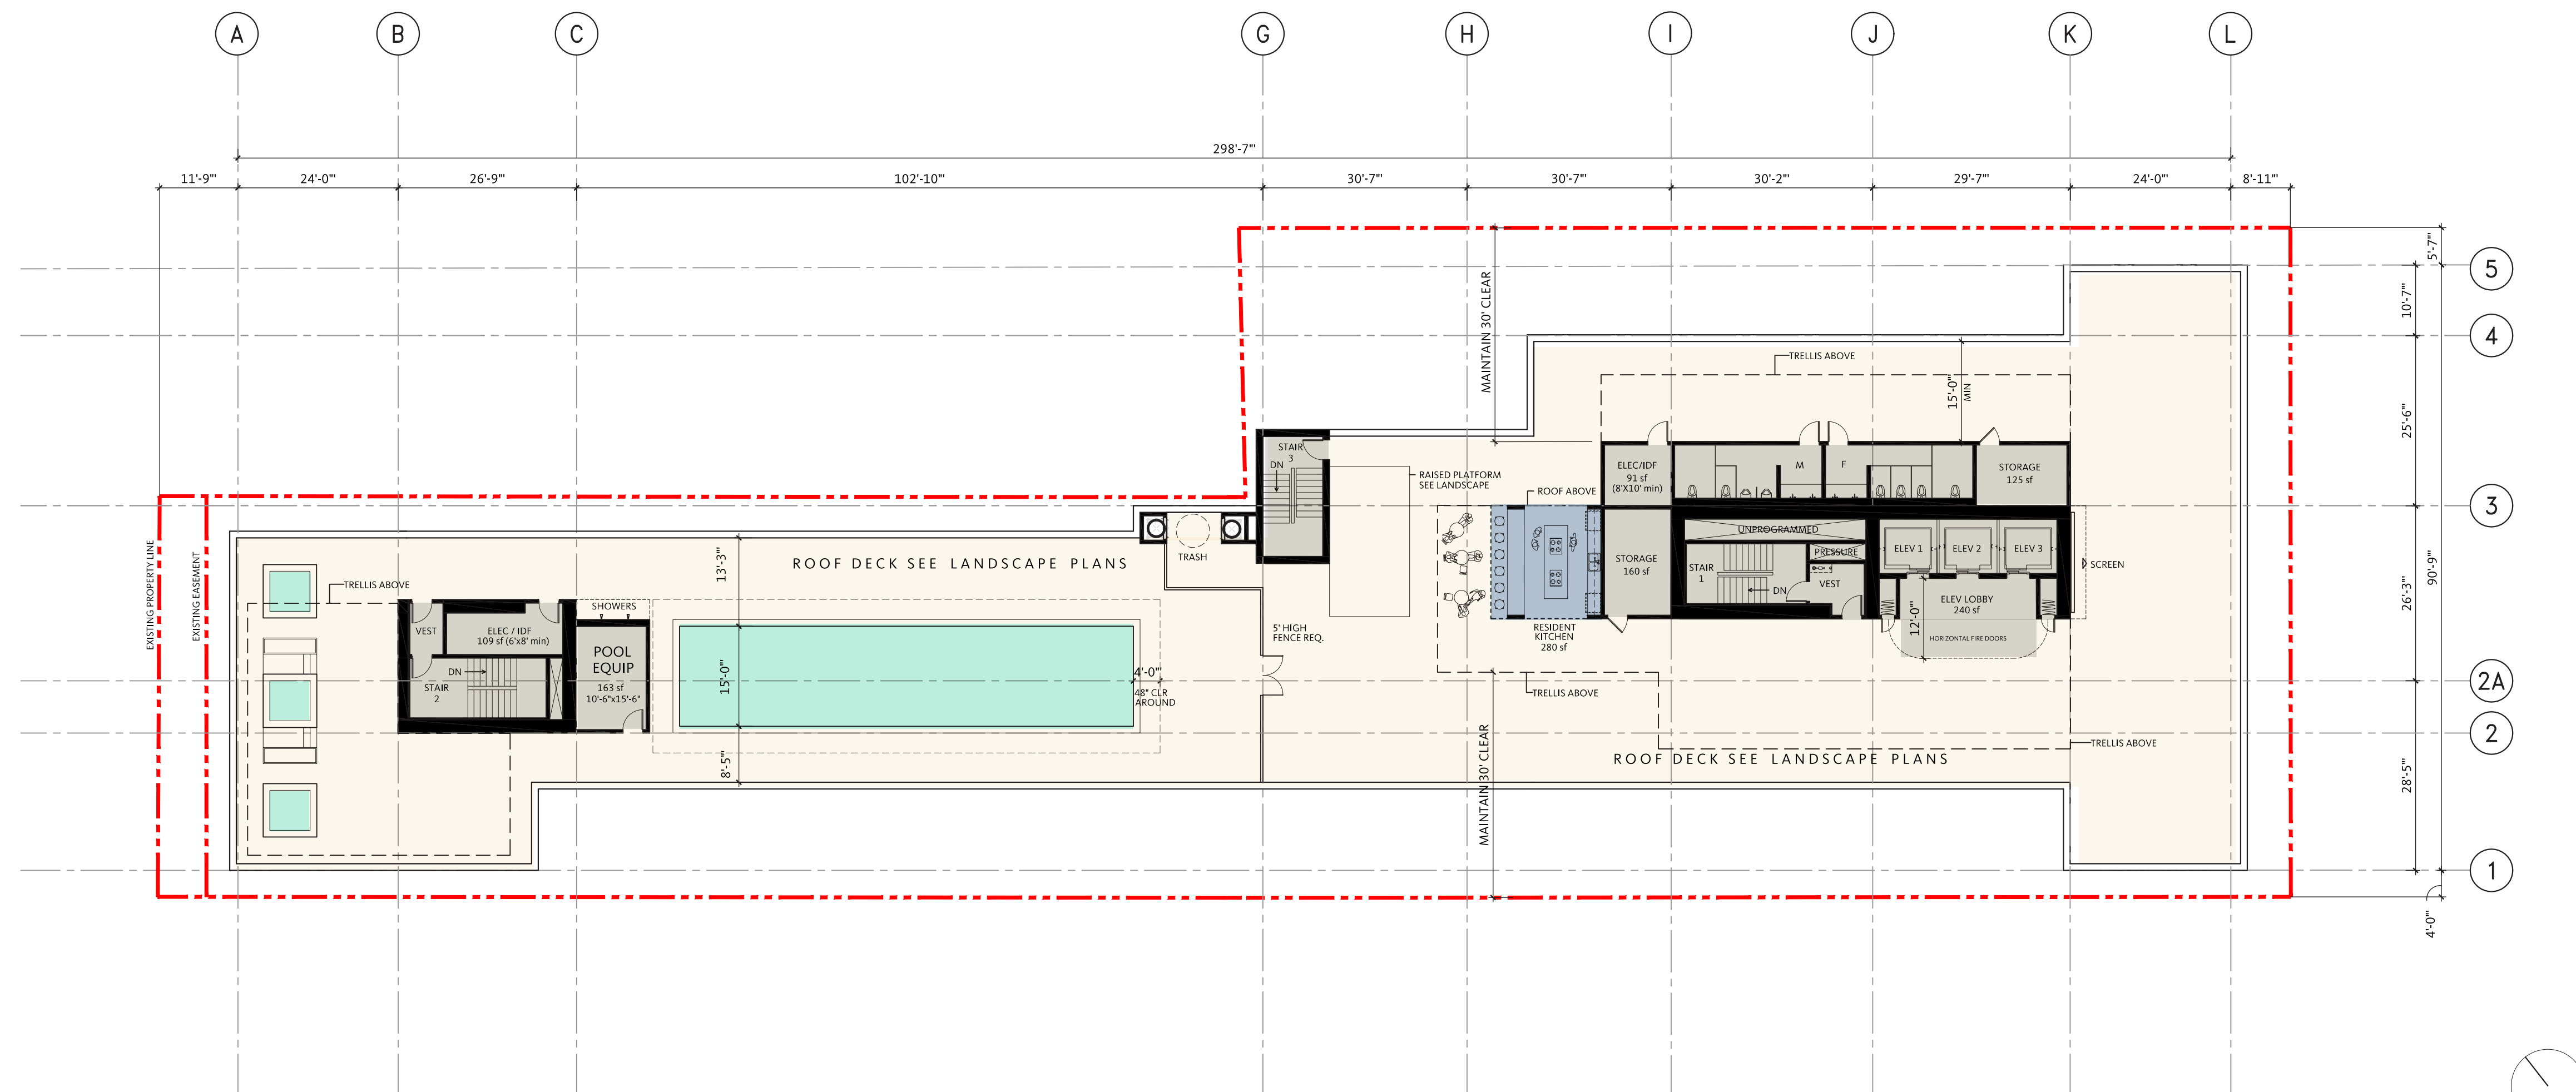 A
B
C
G
H
I
J
K
L
298'-7"'
11'-9"'
24'-0"'
26'-9"'
102'-10"'
30'-7"'
30'-7"'
30'-2"'
29'-7"'
24'-0"'
8'-11"'
5'-7"'
5
10'-7"'
MAINTAIN 30' CLEAR
4
TRELLIS ABOVE
15'-0"'
MIN
25'-6"
STAIR
3
DN
RAISED PLATFORM
SEE LANDSCAPE
ELEC/IDF
91 sf
(8'X10' min)
M
F
STORAGE
125 sf
ROOF ABOVE
3
EXISTING PROPERTY LINE
EXISTING EASEMENT
13'-3"'
ROOF DECK SEE LANDSCAPE PLANS
TRASH
UNPROGRAMMED
PRESSURE
ELEV 1
ELEV 2
ELEV 3
STORAGE
160 sf
STAIR
1
DN
VEST
SCREEN
26'-3"'
90'-9"'
TRELLIS ABOVE
SHOWERS
ELEV LOBBY
240 sf
12'-0"'
HORIZONTAL FIRE DOORS
VEST
ELEC / IDF
109 sf (6'x8' min)
5' HIGH
FENCE REQ.
RESIDENT
KITCHEN
280 sf
POOL
EQUIP
163 sf
10'-6"x15'-6"
DN
STAIR
2
15'-0"'
4'-0"'
48" CLR
AROUND
TRELLIS ABOVE
2A
2
TRELLIS ABOVE
8'-5"'
MAINTAIN 30' CLEAR
ROOF DECK SEE LANDSCAPE PLANS
28'-5"'
1
4'-0"'